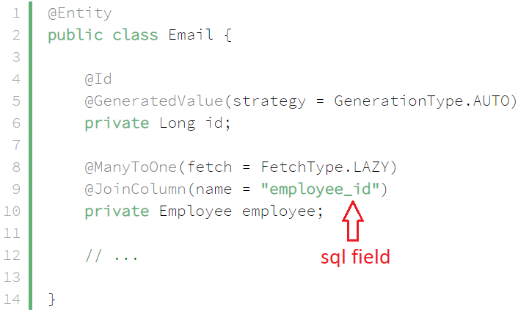 1 @Entity
2 public class Email {
3
4 @Id
5 @GeneratedValue(strategy = GenerationType.AUTO)
6 private Long id;
7
8 @ManyToOne(fetch = FetchType.LAZY)
9 @JoinColumn(name = "employee_id")
10 private Employee employee;
11
12 // ...
sql field
13
14 }